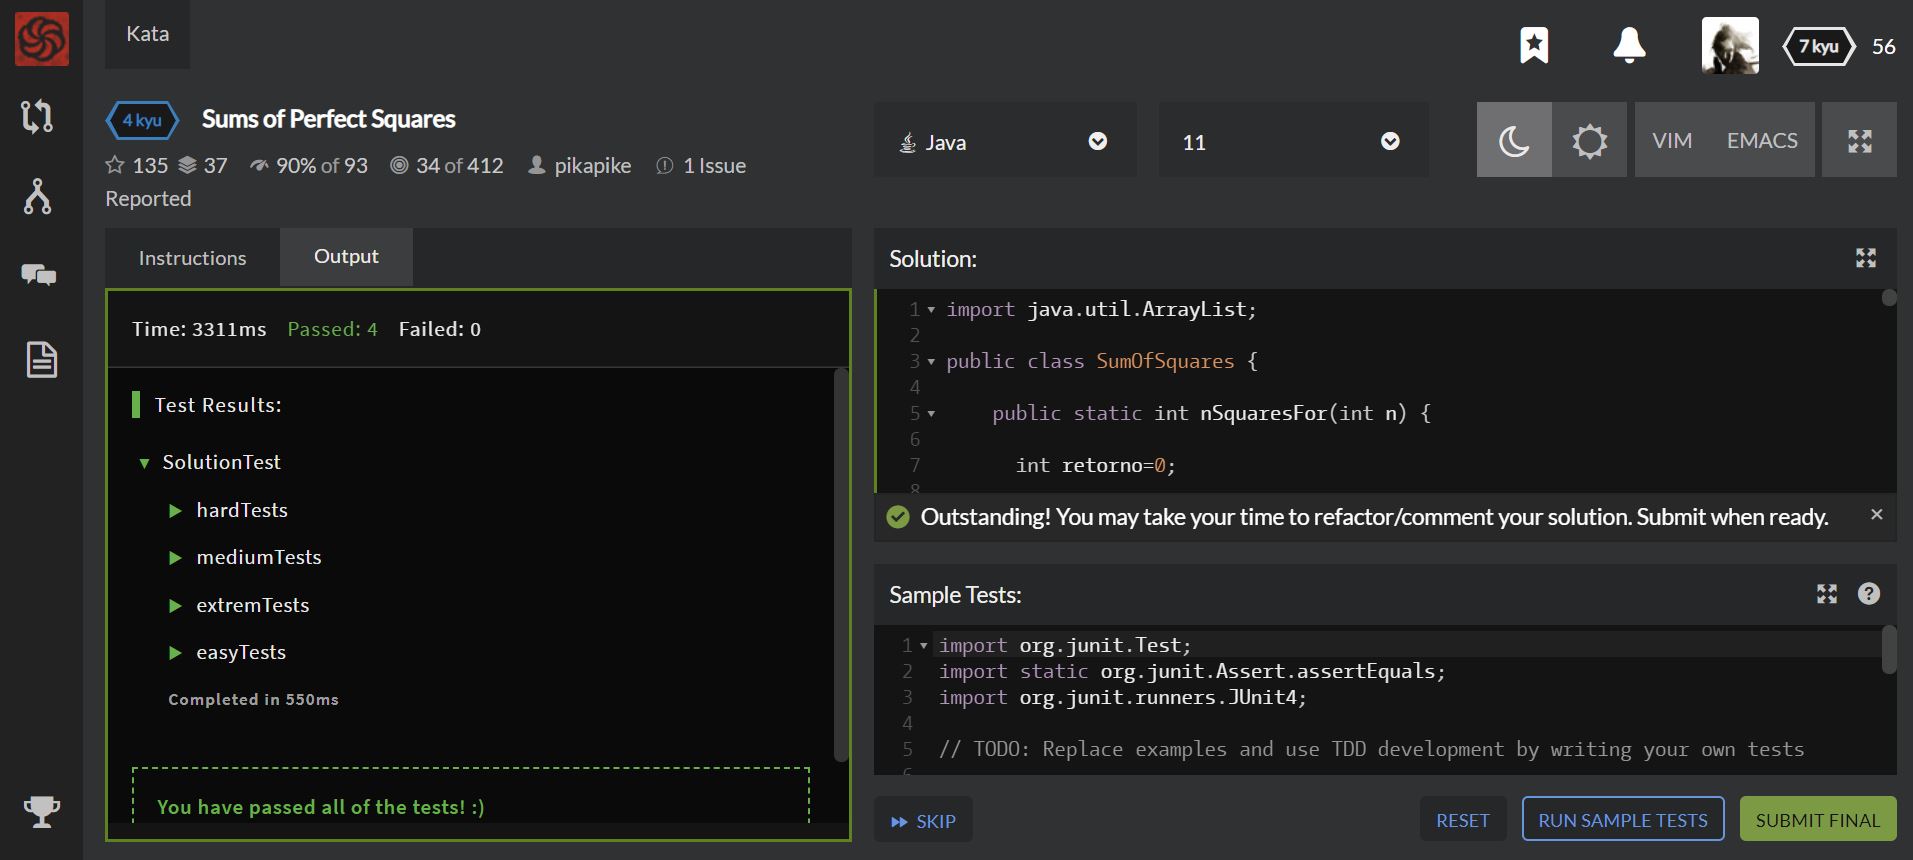 Kata
7 kyu 56
4 kyu Sums of Perfect Squares
135 37 90% of 93 34 of 412 pikapike 1 Issue
Reported
Java
11
VIM EMACS
Instructions Output
Time: 3311ms Passed: 4 Failed: 0
Test Results:
SolutionTest
hardTests
mediumTests
extremTests
easyTests
Completed in 550ms
You have passed all of the tests! :)
Solution:
1 import java.util.ArrayList;
2
3 public class SumOfSquares {
4
5 public static int nSquaresFor(int n) {
6
7 int retorno=0;
8
Outstanding! You may take your time to refactor/comment your solution. Submit when ready. ×
Sample Tests:
?
1 import org.junit.Test;
2 import static org.junit.Assert.assertEquals;
3 import org.junit.runners.JUnit4;
4
5 // TODO: Replace examples and use TDD development by writing your own tests
6
SKIP RESET RUN SAMPLE TESTS SUBMIT FINAL